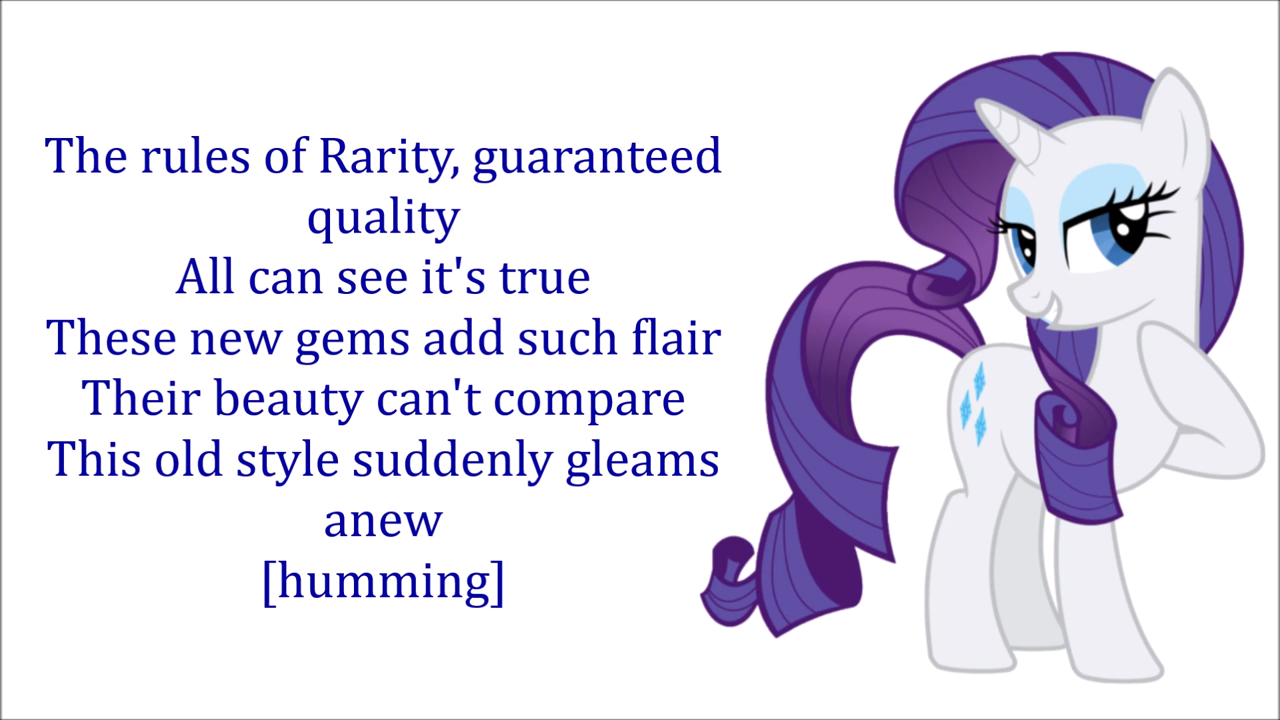 The rules of Rarity, guaranteed
quality
All can see it's true
These new gems add such flair
Their beauty can't compare
This old style suddenly gleams
anew
[humming]